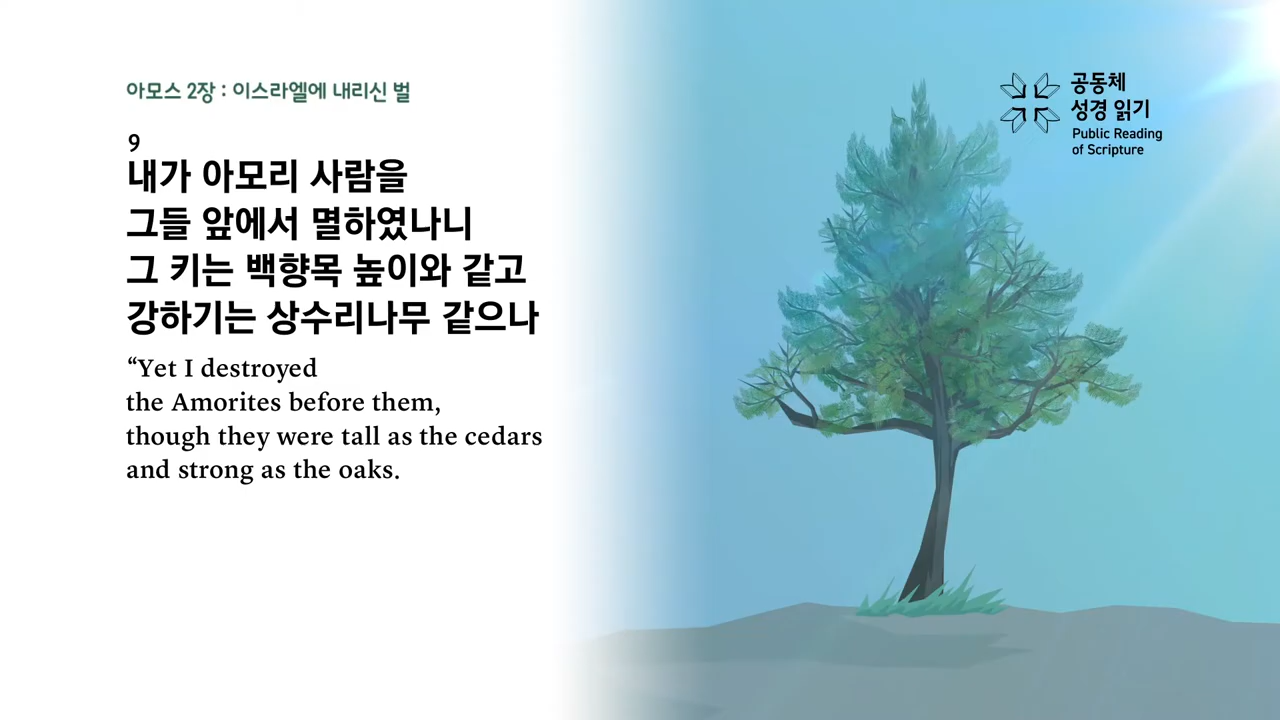 아모스 2장 : 이스라엘에 내리신 벌
9
내가 아모리 사람을
그들 앞에서 멸하였나니
그 키는 백향목 높이와 같고
강하기는 상수리나무 같으나
“Yet I destroyed
the Amorites before them,
though they were tall as the cedars
and strong as the oaks.
공동체
성경 읽기
Public Reading
of Scripture